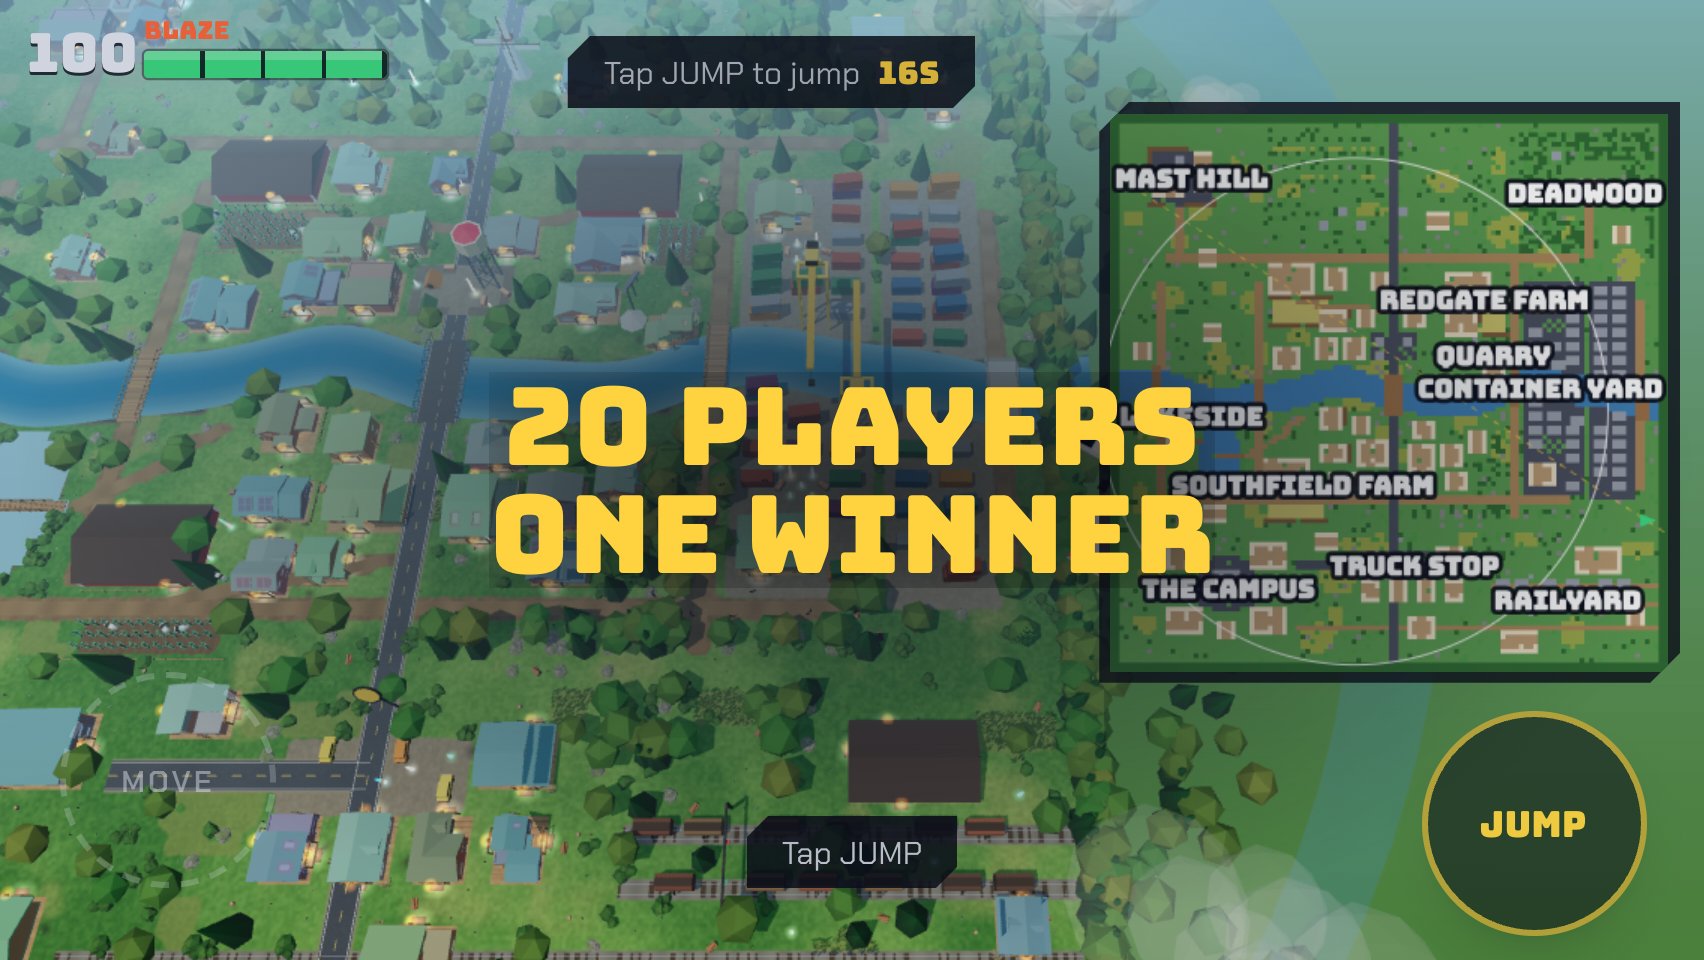 BLAZE
100
Tap JUMP to jump 16S
MAST HILL
DEADWOOD
REDGATE FARM
QUARRY
CONTAINER YARD
20 PLAYERS
ONE WINNER
SOUTHFIELD FARM
TRUCK STOP
THE CAMPUS
RAILYARD
MOVE
JUMP
Tap JUMP